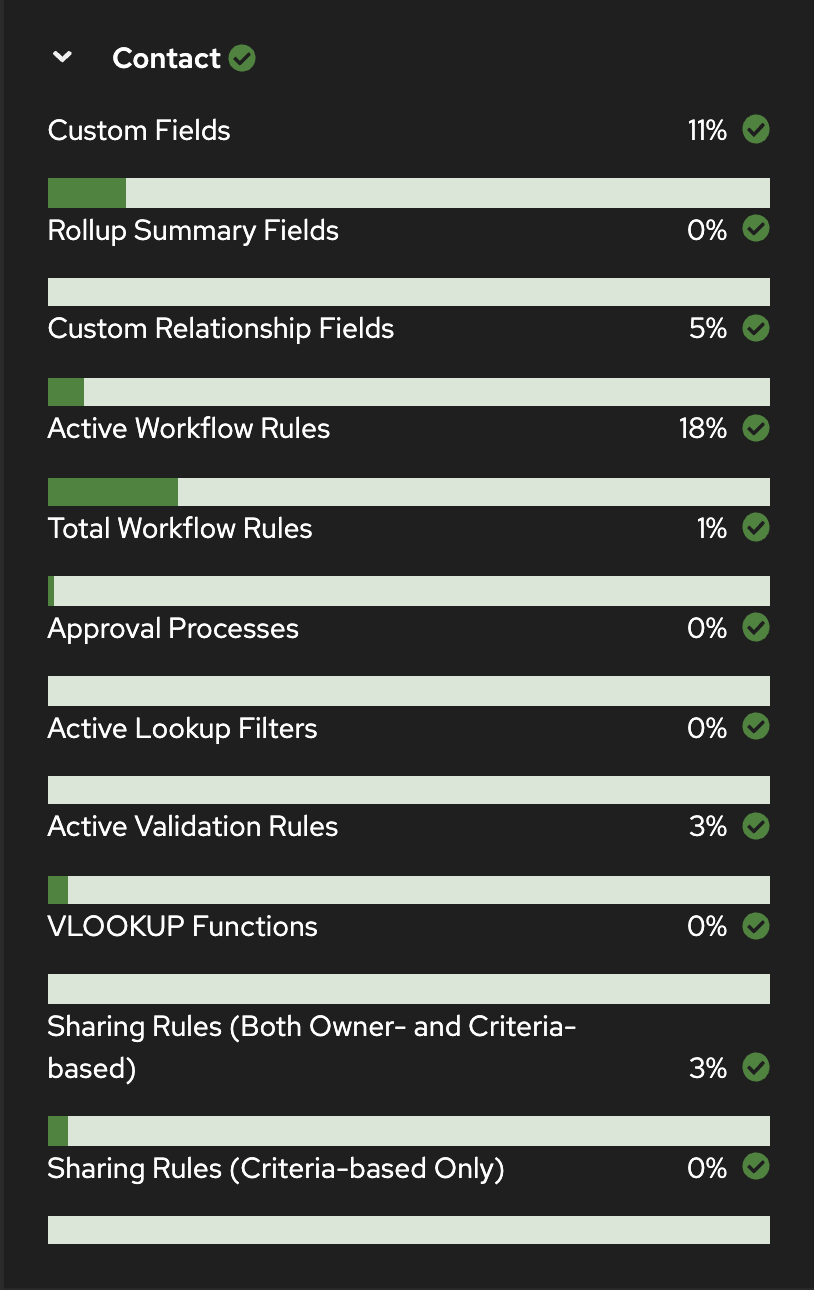 Contact
Custom Fields 11%
Rollup Summary Fields 0%
Custom Relationship Fields 5%
Active Workflow Rules 18%
Total Workflow Rules 1%
Approval Processes 0%
Active Lookup Filters 0%
Active Validation Rules 3%
VLOOKUP Functions 0%
Sharing Rules (Both Owner- and Criteria-
based) 3%
Sharing Rules (Criteria-based Only) 0%